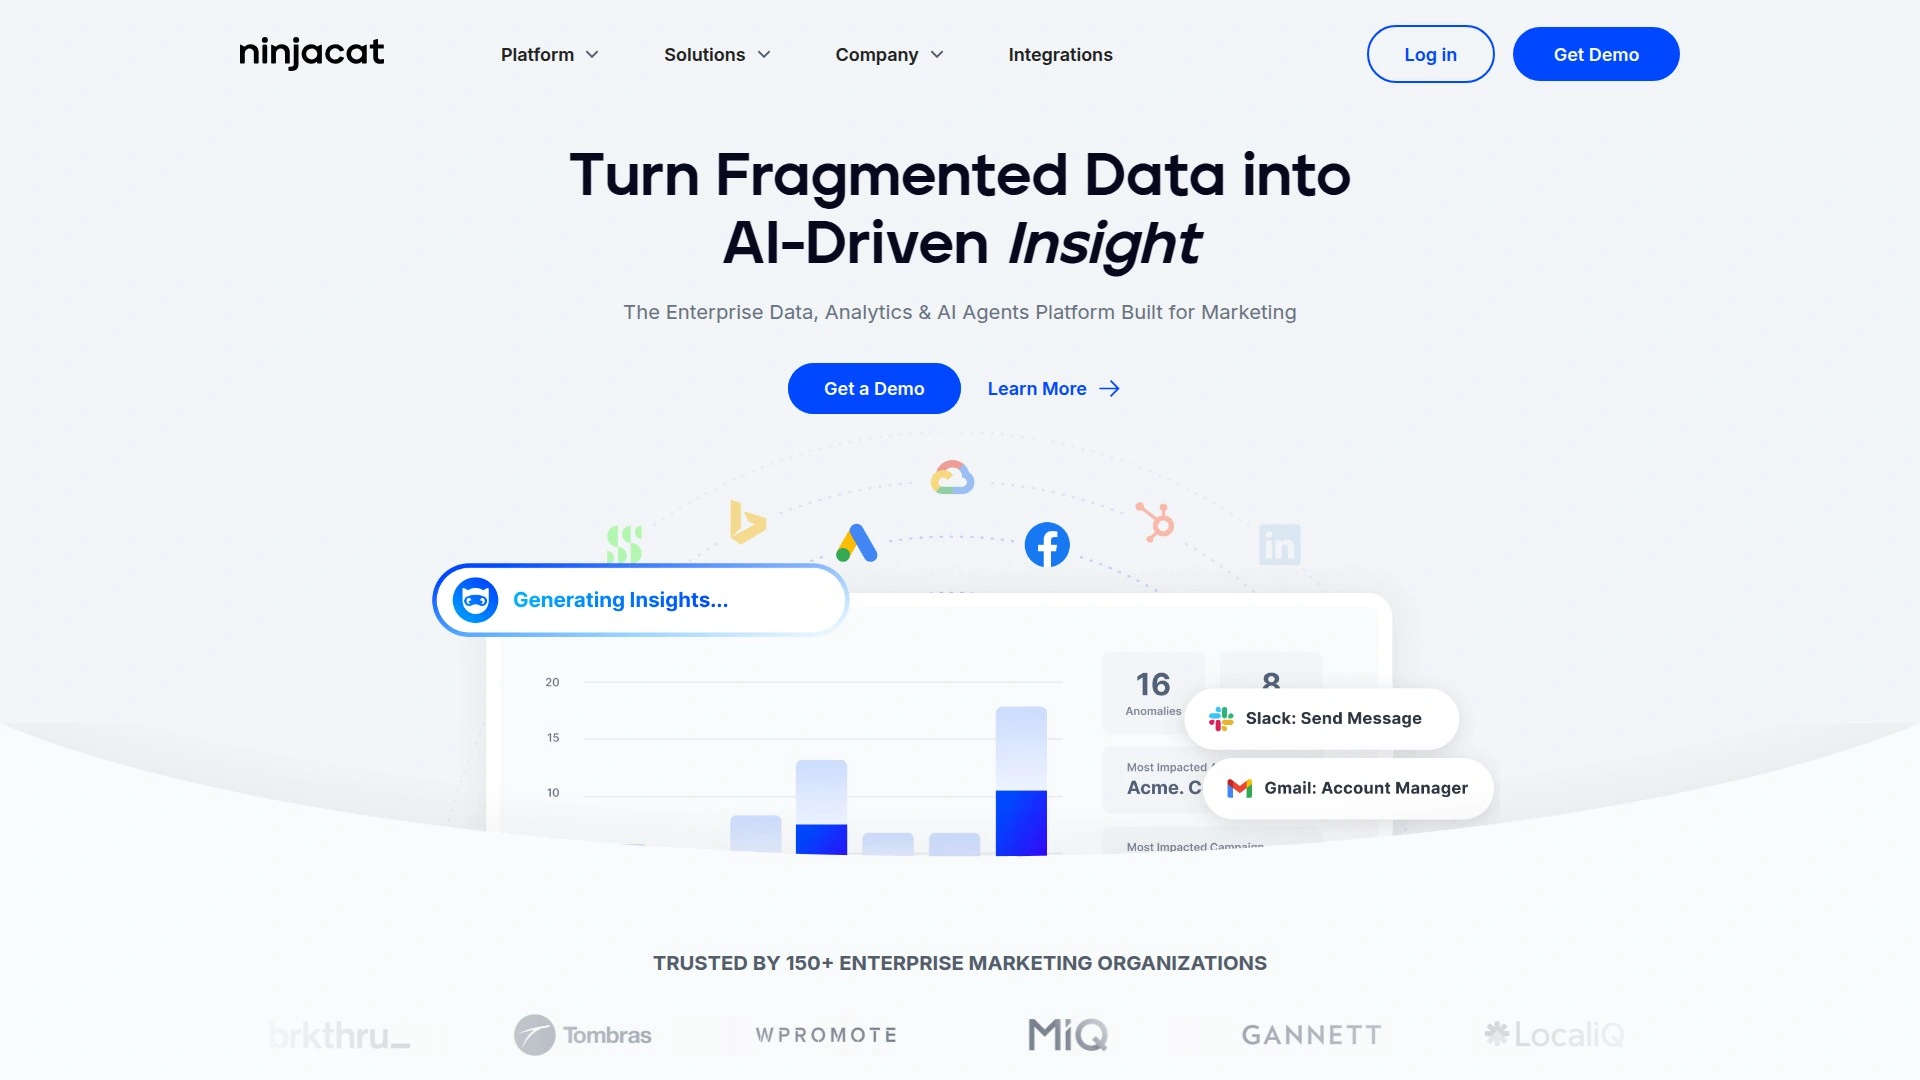 ninjacat
Platform
Solutions
Company
Integrations
Log in
Get Demo
Turn Fragmented Data into
AI-Driven Insight
The Enterprise Data, Analytics & AI Agents Platform Built for Marketing
Get a Demo
Learn More
in
Generating Insights...
20
15
10
16
Anomalies
8
Slack: Send Message
Most Impacted
Acme. C
Gmail: Account Manager
Most Impacted Campaign
TRUSTED BY 150+ ENTERPRISE MARKETING ORGANIZATIONS
brkthru_
Tombras
WPROMOTE
MiQ
GANNETT
LocaliQ